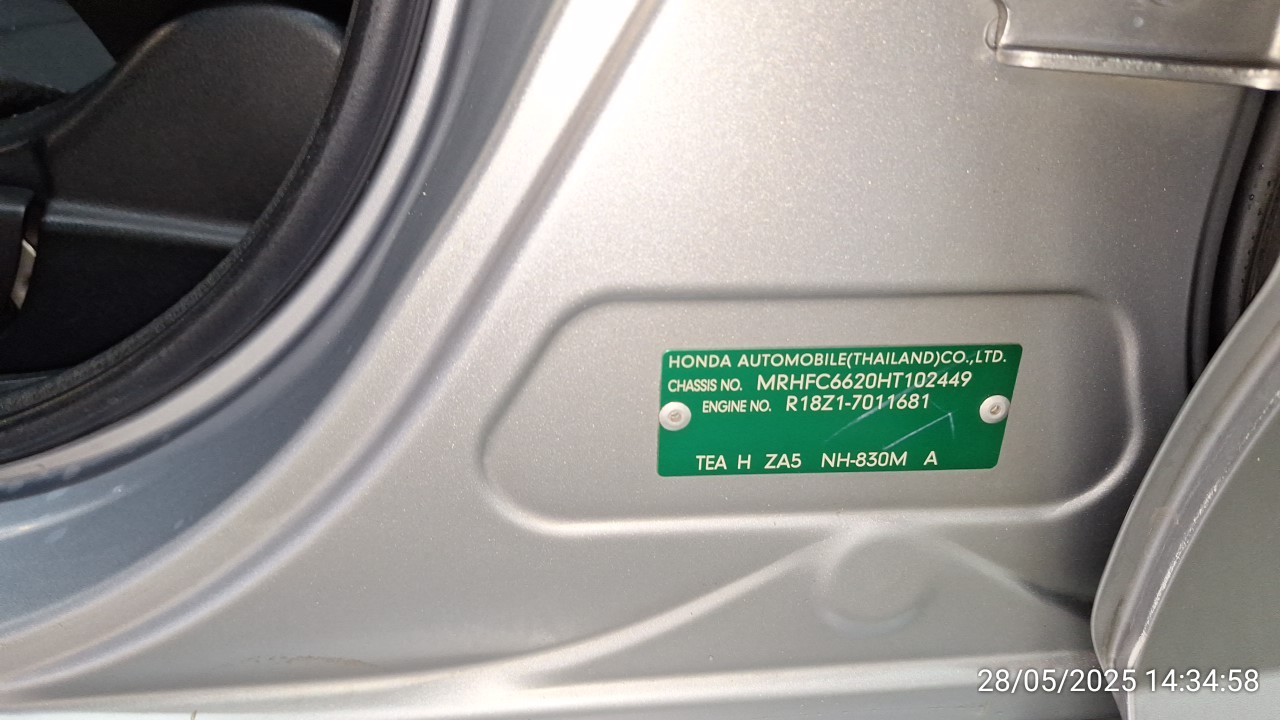 HONDA AUTOMOBILE(THAILAND)CO.,LTD.
CHASSIS NO. MRHFC6620HT102449
ENGINE NO. R18Z1-7011681
TEA H ZA5 NH-830M A
28/05/2025 14:34:58